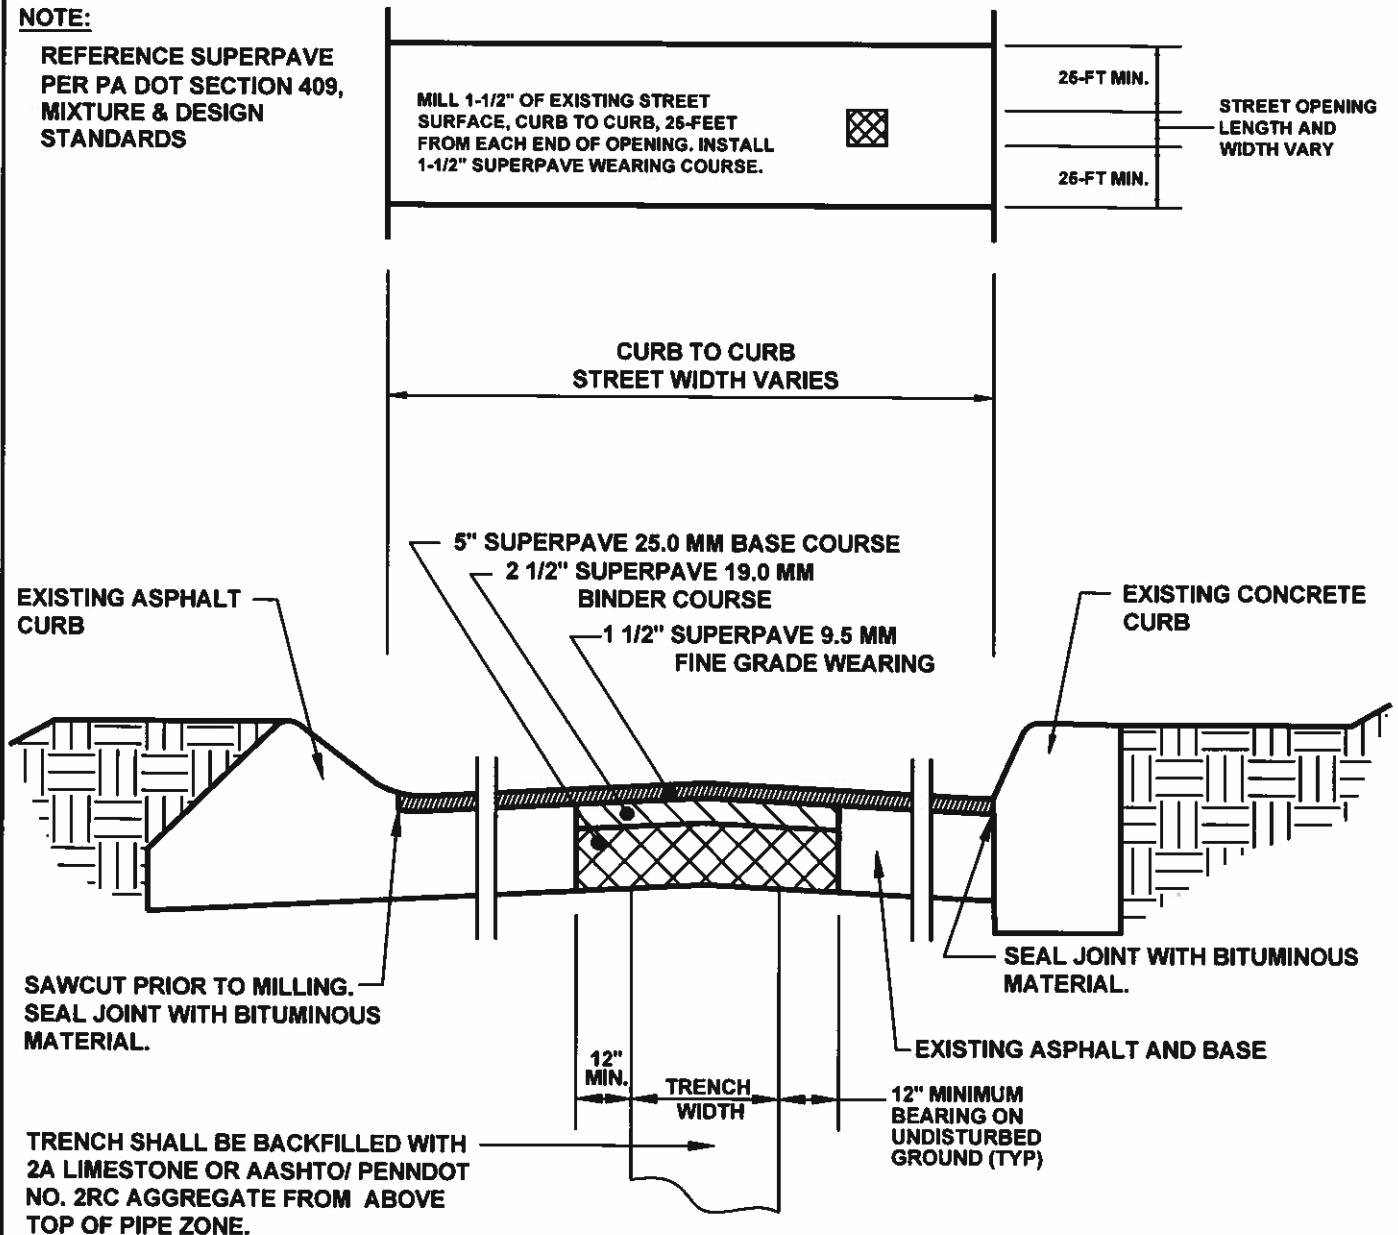 NOTE:
REFERENCE SUPERPAVE
PER PA DOT SECTION 409,
MIXTURE & DESIGN
STANDARDS
MILL 1-1/2" OF EXISTING STREET
SURFACE, CURB TO CURB, 25-FEET
FROM EACH END OF OPENING. INSTALL
1-1/2" SUPERPAVE WEARING COURSE.
25-FT MIN.
STREET OPENING
LENGTH AND
WIDTH VARY
25-FT MIN.
CURB TO CURB
STREET WIDTH VARIES
5" SUPERPAVE 25.0 MM BASE COURSE
2 1/2" SUPERPAVE 19.0 MM
BINDER COURSE
1 1/2" SUPERPAVE 9.5 MM
FINE GRADE WEARING
EXISTING ASPHALT
CURB
EXISTING CONCRETE
CURB
SAWCUT PRIOR TO MILLING.
SEAL JOINT WITH BITUMINOUS
MATERIAL.
SEAL JOINT WITH BITUMINOUS
MATERIAL.
EXISTING ASPHALT AND BASE
12"
MIN.
TRENCH
WIDTH
12" MINIMUM
BEARING ON
UNDISTURBED
GROUND (TYP)
TRENCH SHALL BE BACKFILLED WITH
2A LIMESTONE OR AASHTO/ PENNDOT
NO. 2RC AGGREGATE FROM ABOVE
TOP OF PIPE ZONE.